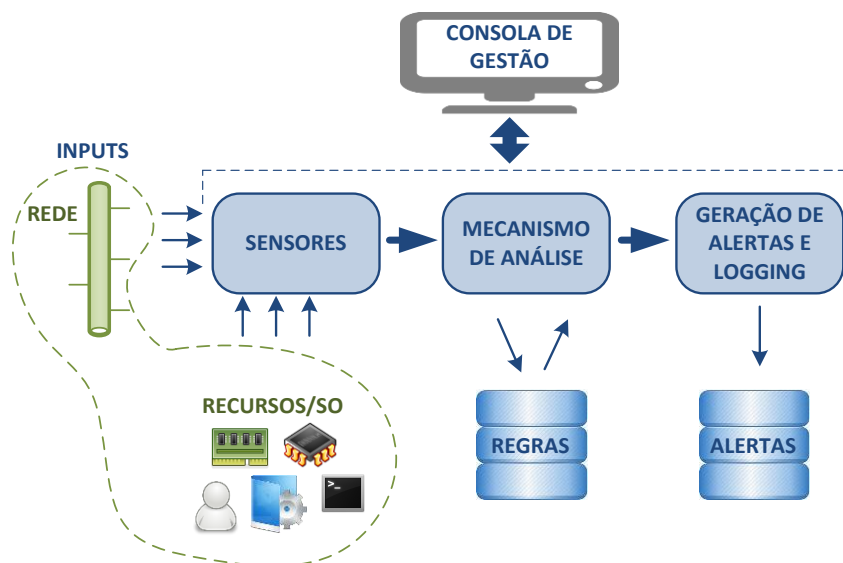 CONSOLA DE
GESTÃO
INPUTS
REDE
SENSORES
MECANISMO
DE ANÁLISE
GERAÇÃO DE
ALERTAS E
LOGGING
RECURSOS/SO
>_
REGRAS
ALERTAS